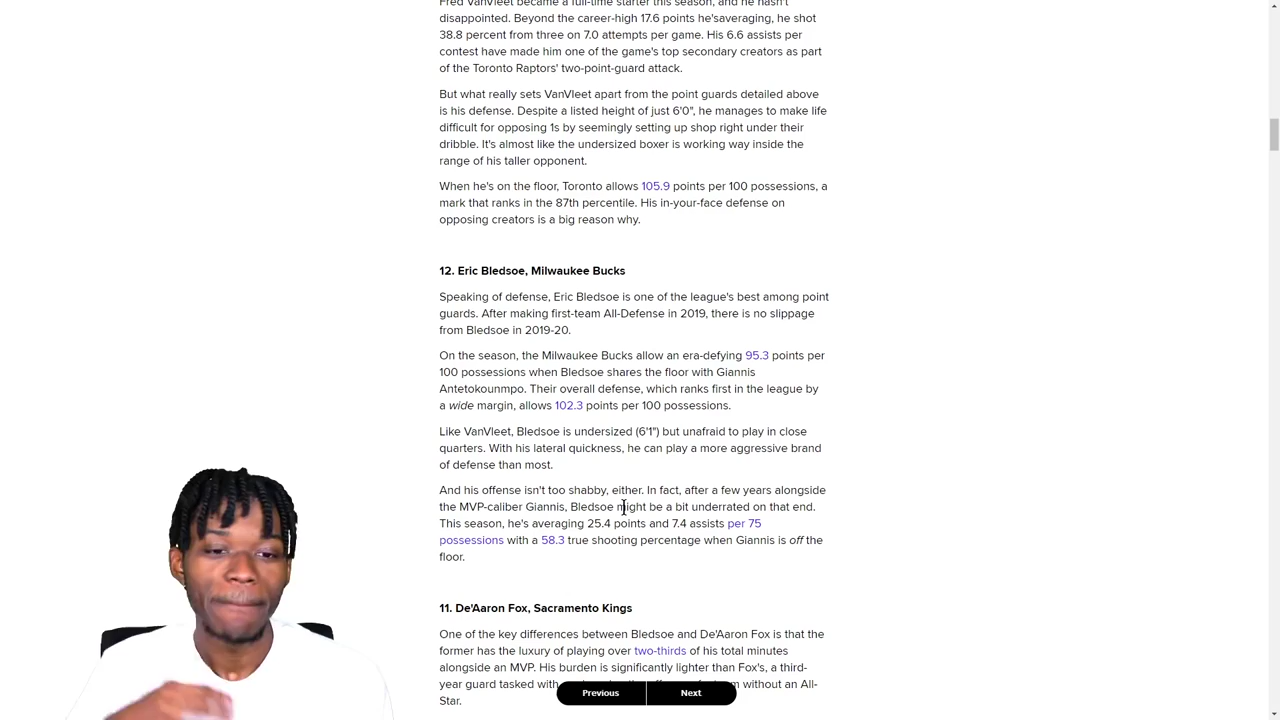 Fred VanVleet became a full-time starter this season, and he hasn't
disappointed. Beyond the career-high 17.6 points he'saveraging, he shot
38.8 percent from three on 7.0 attempts per game. His 6.6 assists per
contest have made him one of the game's top secondary creators as part
of the Toronto Raptors' two-point-guard attack.
But what really sets VanVleet apart from the point guards detailed above
is his defense. Despite a listed height of just 6'0", he manages to make life
difficult for opposing 1s by seemingly setting up shop right under their
dribble. It's almost like the undersized boxer is working way inside the
range of his taller opponent.
When he's on the floor, Toronto allows 105.9 points per 100 possessions, a
mark that ranks in the 87th percentile. His in-your-face defense on
opposing creators is a big reason why.
12. Eric Bledsoe, Milwaukee Bucks
Speaking of defense, Eric Bledsoe is one of the league's best among point
guards. After making first-team All-Defense in 2019, there is no slippage
from Bledsoe in 2019-20.
On the season, the Milwaukee Bucks allow an era-defying 95.3 points per
100 possessions when Bledsoe shares the floor with Giannis
Antetokounmpo. Their overall defense, which ranks first in the league by
a wide margin, allows 102.3 points per 100 possessions.
Like VanVleet, Bledsoe is undersized (6'1") but unafraid to play in close
quarters. With his lateral quickness, he can play a more aggressive brand
of defense than most.
And his offense isn't too shabby, either. In fact, after a few years alongside
the MVP-caliber Giannis, Bledsoe might be a bit underrated on that end.
This season, he's averaging 25.4 points and 7.4 assists per 75
possessions with a 58.3 true shooting percentage when Giannis is off the
floor.
11. De'Aaron Fox, Sacramento Kings
One of the key differences between Bledsoe and De'Aaron Fox is that the
former has the luxury of playing over two-thirds of his total minutes
alongside an MVP. His burden is significantly lighter than Fox's, a third-
year guard tasked with without an All-
Star.
Previous Next